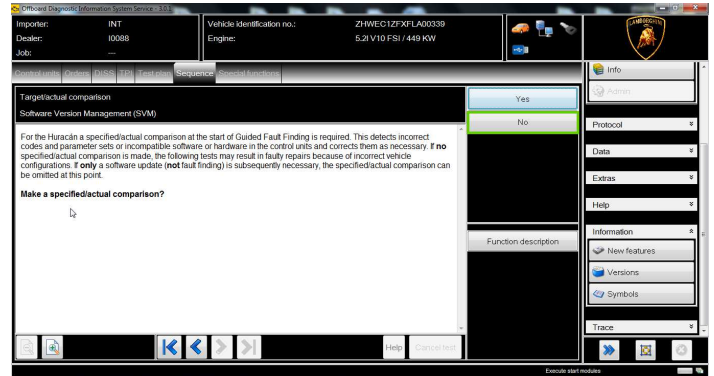 Offboard Diagnostic Information System Service - 3.0.1
Importer: INT
Dealer: I0088
Job: ---
Vehicle identification no.: ZHWEC1ZFXFLA00339
Engine: 5.2l V10 FSI / 449 KW
LAMBORGHINI
Control units Orders DISS TPI Test plan Sequence Special functions
Target/actual comparison
Software Version Management (SVM)
For the Huracán a specified/actual comparison at the start of Guided Fault Finding is required. This detects incorrect
codes and parameter sets or incompatible software or hardware in the control units and corrects them as necessary. If no
specified/actual comparison is made, the following tests may result in faulty repairs because of incorrect vehicle
configurations. If only a software update (not fault finding) is subsequently necessary, the specified/actual comparison can
be omitted at this point.
Make a specified/actual comparison?
Yes
No
Function description
Help
Cancel test
Info
Admin
Protocol
Data
Extras
Help
Information
New features
Versions
Symbols
Trace
Execute start modules